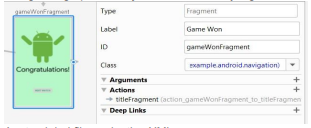 gameWonFragment
Type Fragment
Label Game Won
ID gameWonFragment
Class example.android.navigation)
Congratulations!
Arguments
Actions
titleFragment (action_gameWonFragment_to_titleFragmen
Deep Links